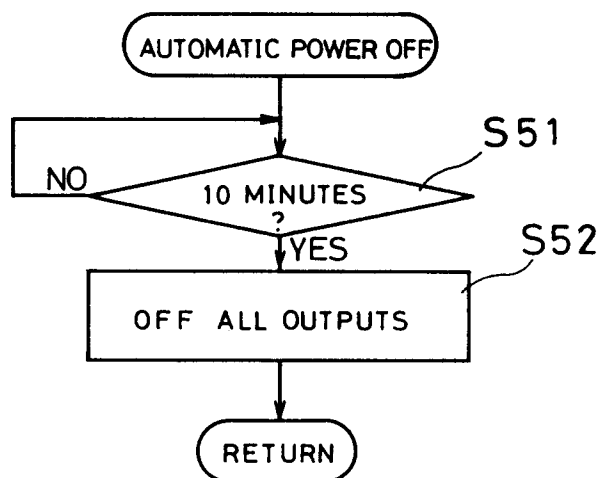 AUTOMATIC POWER OFF
S51
NO
10 MINUTES
?
YES
S52
OFF ALL OUTPUTS
RETURN